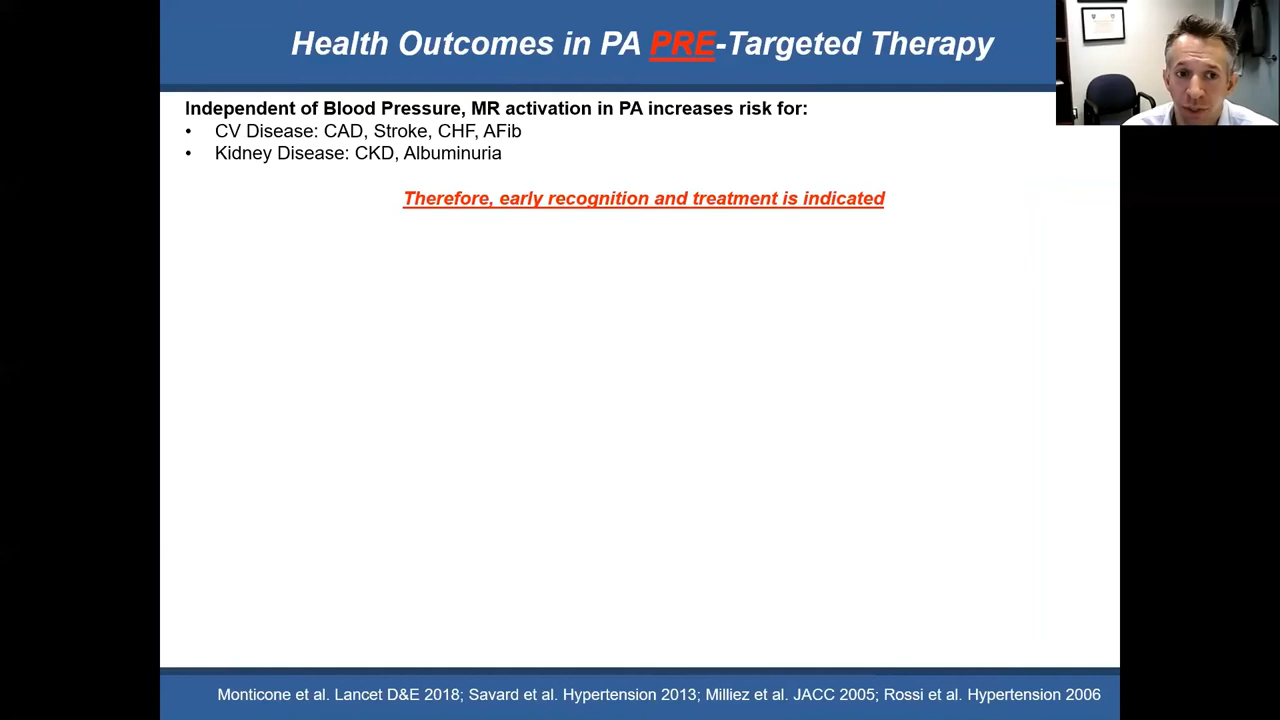 Health Outcomes in PA PRE-Targeted Therapy
Independent of Blood Pressure, MR activation in PA increases risk for:
• CV Disease: CAD, Stroke, CHF, AFib
• Kidney Disease: CKD, Albuminuria
Therefore, early recognition and treatment is indicated
Monticone et al. Lancet D&E 2018; Savard et al. Hypertension 2013; Milliez et al. JACC 2005; Rossi et al. Hypertension 2006